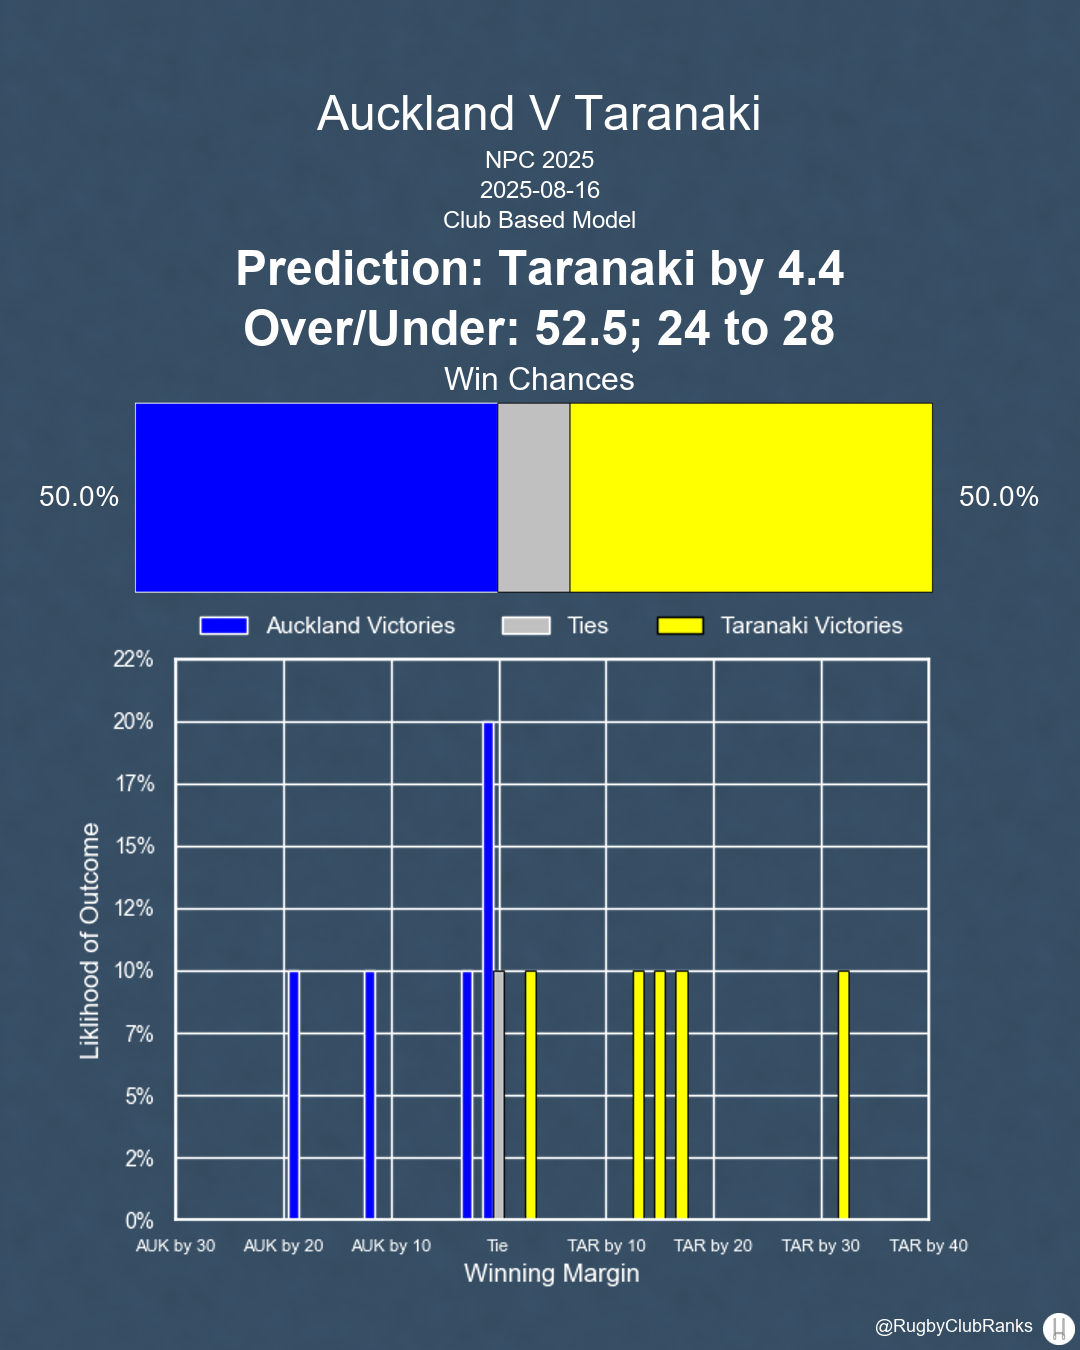 Auckland V Taranaki
NPC 2025
2025-08-16
Club Based Model
Prediction: Taranaki by 4.4
Over/Under: 52.5; 24 to 28
Win Chances
50.0%
50.0%
Auckland Victories
Ties
Taranaki Victories
22%
20%
17%
15%
12%
10%
7%
5%
2%
0%
Liklihood of Outcome
AUK by 30
AUK by 20
AUK by 10
Tie
TAR by 10
TAR by 20
TAR by 30
TAR by 40
Winning Margin
@RugbyClubRanks